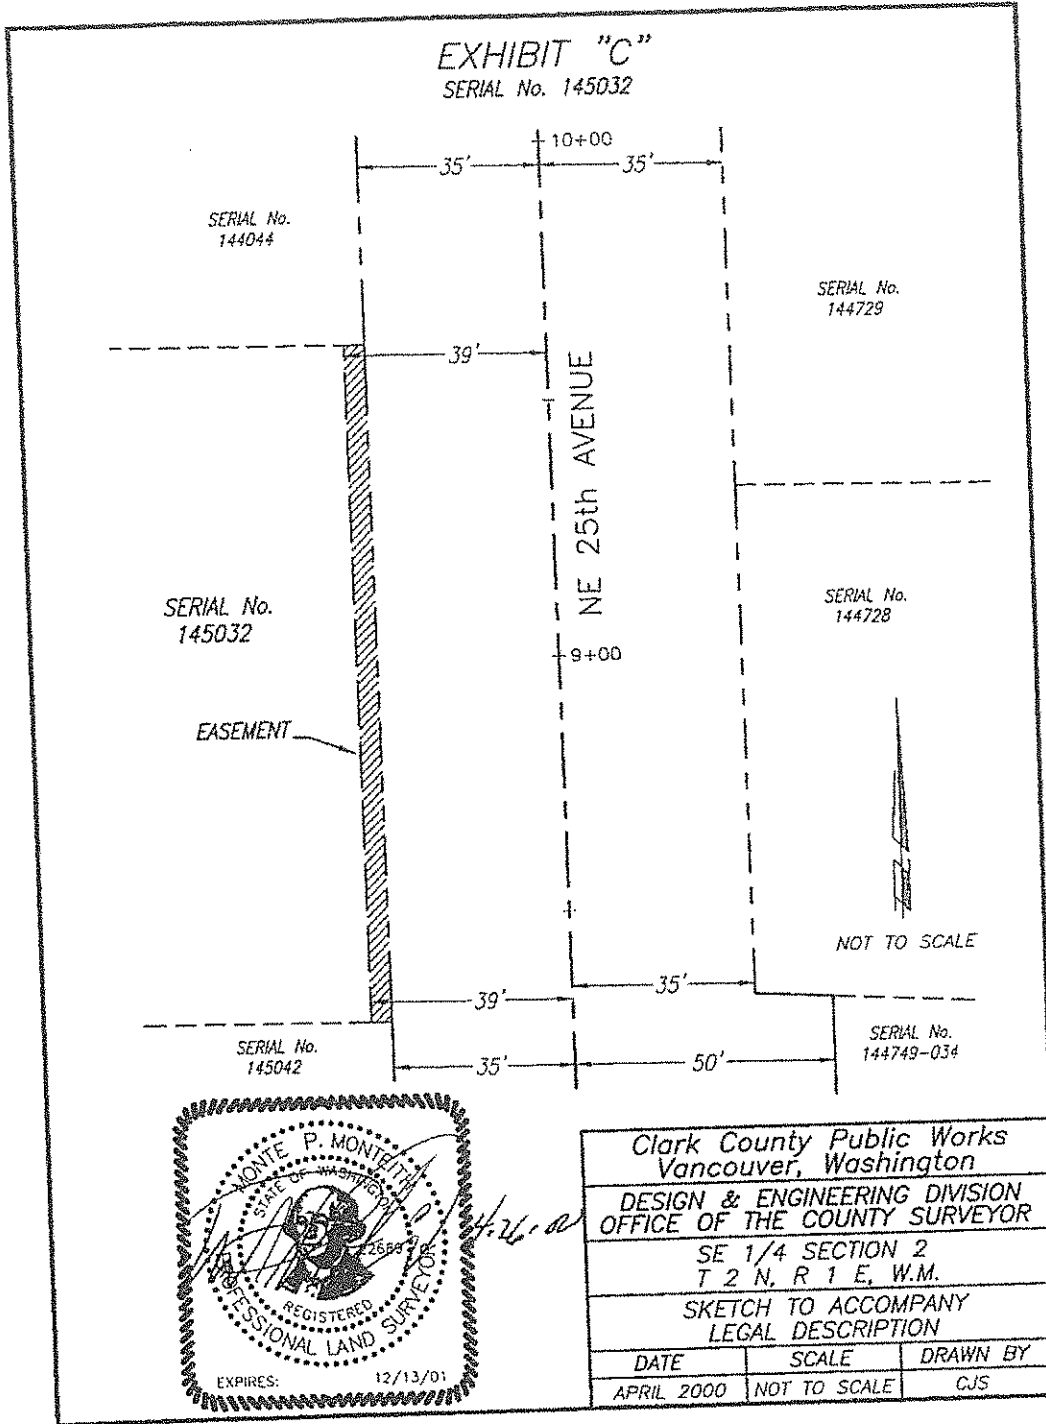 EXHIBIT "C"
SERIAL No. 145032
10+00
35'
35'
SERIAL No.
144044
SERIAL No.
144729
39'
NE 25th AVENUE
SERIAL No.
145032
SERIAL No.
144728
9+00
EASEMENT
NOT TO SCALE
39'
35'
SERIAL No.
145042
35'
50'
SERIAL No.
144749-034
MONTE P. MONTEITH
STATE OF WASHINGTON
REGISTERED
PROFESSIONAL LAND SURVEYOR
EXPIRES: 12/13/01
Clark County Public Works
Vancouver, Washington
DESIGN & ENGINEERING DIVISION
OFFICE OF THE COUNTY SURVEYOR
SE 1/4 SECTION 2
T 2 N, R 1 E, W.M.
SKETCH TO ACCOMPANY
LEGAL DESCRIPTION
DATE SCALE DRAWN BY
APRIL 2000 NOT TO SCALE CJS